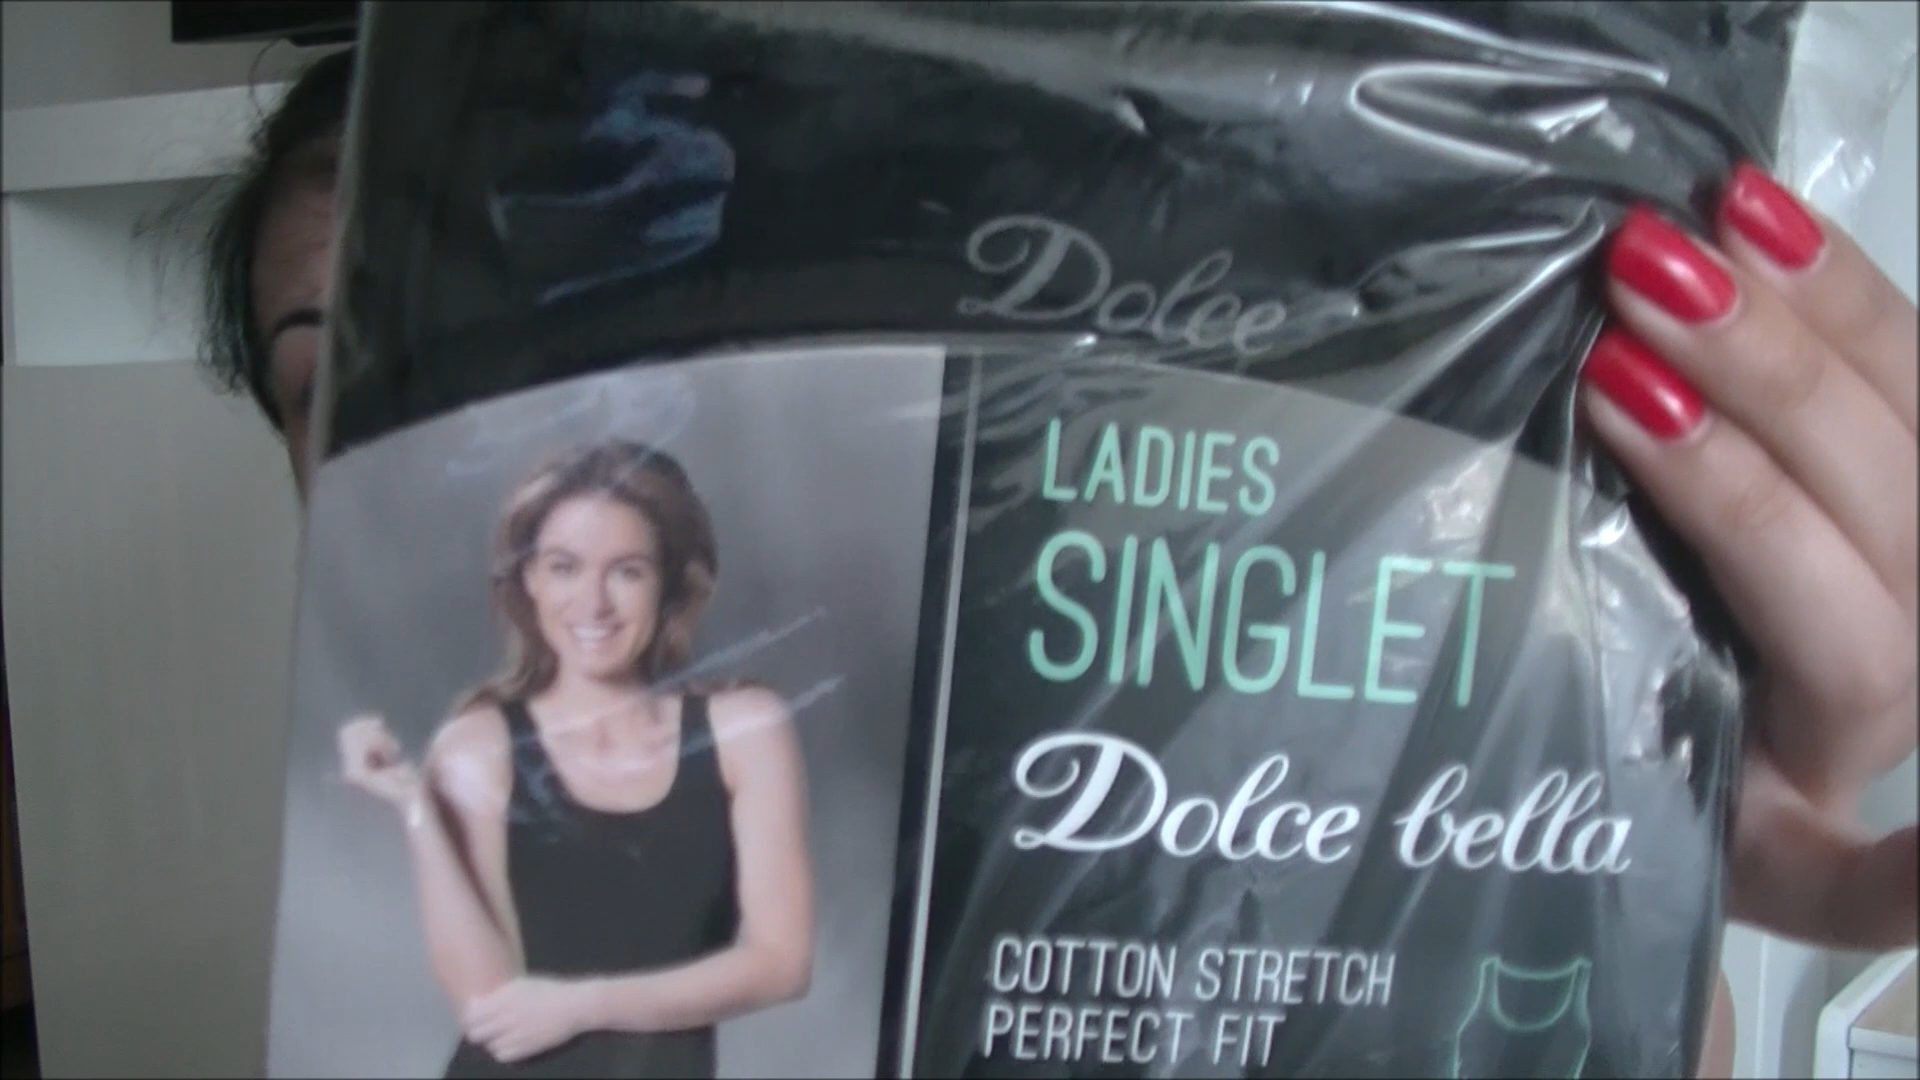 Dolce
LADIES
SINGLET
Dolce bella
COTTON STRETCH
PERFECT FIT